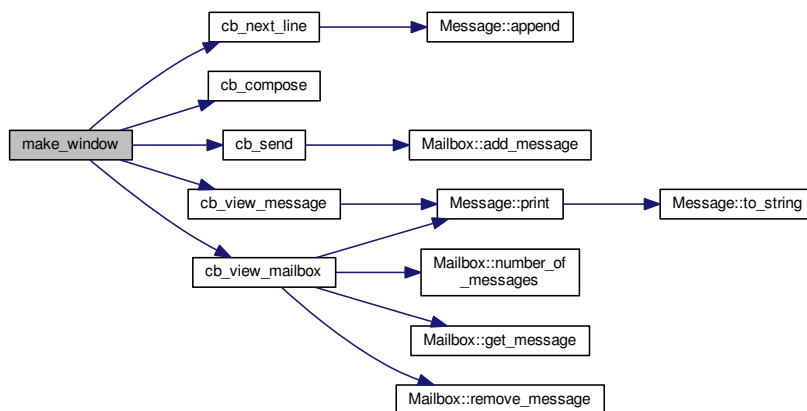 cb_next_line
Message::append
cb_compose
make_window
cb_send
Mailbox::add_message
cb_view_message
Message::print
Message::to_string
cb_view_mailbox
Mailbox::number_of
_messages
Mailbox::get_message
Mailbox::remove_message